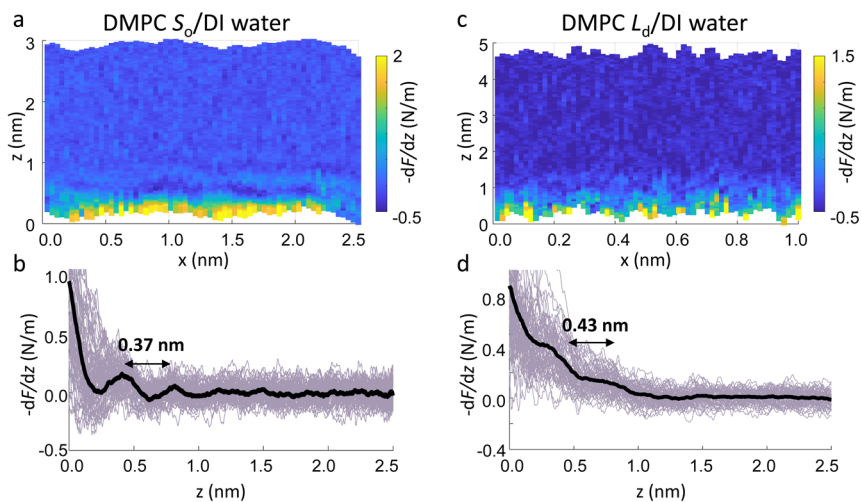 a
DMPC So/DI water
3
2
1
0
z (nm)
0
0.5
1.0
1.5
2.0
2.5
x (nm)
2
-0.5
-dF/dz (N/m)
c
DMPC Ld/DI water
5
4
3
2
1
0
z (nm)
0.0
0.2
0.4
0.6
0.8
1.0
x (nm)
1.5
-0.5
-dF/dz (N/m)
b
1.0
0.5
0.0
-0.5
-dF/dz (N/m)
0.37 nm
0.0
0.5
1.0
1.5
2.0
2.5
z (nm)
d
0.8
0.4
0.0
-0.4
-dF/dz (N/m)
0.43 nm
0.0
0.5
1.0
1.5
2.0
2.5
z (nm)